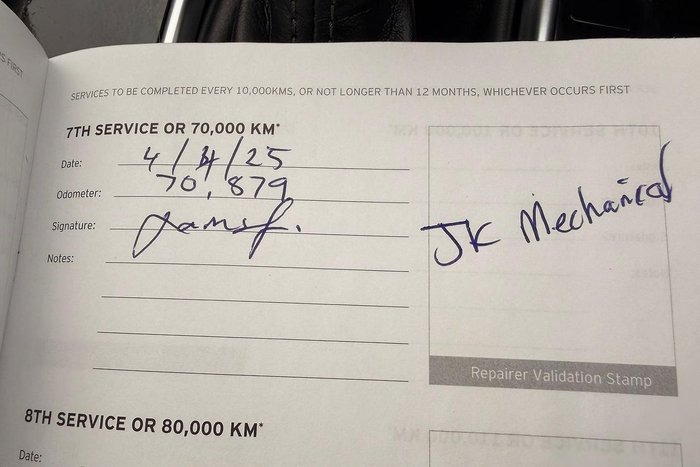 SERVICES TO BE COMPLETED EVERY 10,000KMS, OR NOT LONGER THAN 12 MONTHS, WHICHEVER OCCURS FIRST
7TH SERVICE OR 70,000 KM*
Date: 4/4/25
Odometer: 70,879
Signature:
Notes:
JK Mechanical
Repairer Validation Stamp
8TH SERVICE OR 80,000 KM*
Date: